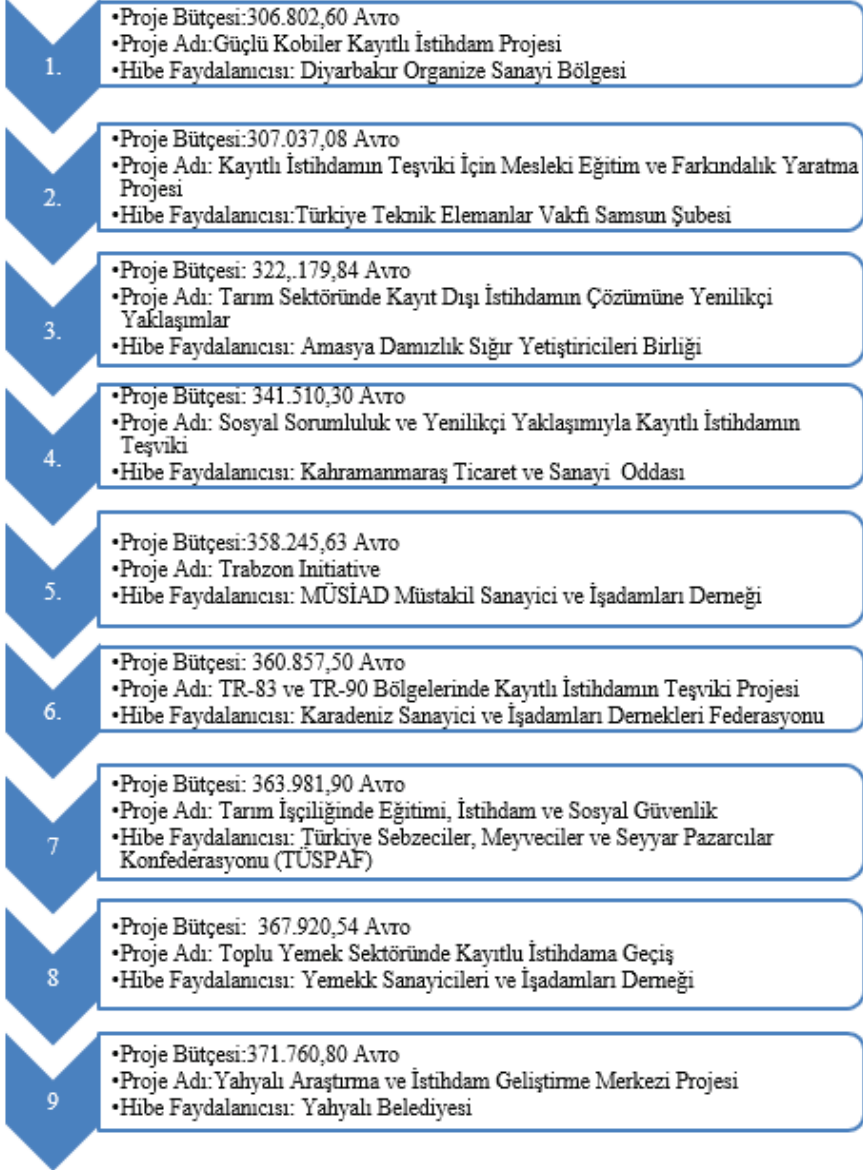 1.
•Proje Bütçesi:306.802,60 Avro
•Proje Adı:Güçlü Kobiler Kayıtlı İstihdam Projesi
•Hibe Faydalanıcısı: Diyarbakır Organize Sanayi Bölgesi
2.
•Proje Bütçesi:307.037,08 Avro
•Proje Adı: Kayıtlı İstihdamın Teşviki İçin Mesleki Eğitim ve Farkındalık Yaratma
Projesi
•Hibe Faydalanıcısı:Türkiye Teknik Elemanlar Vakfi Samsun Şubesi
3.
•Proje Bütçesi: 322,.179,84 Avro
•Proje Adı: Tarım Sektöründe Kayıt Dışı İstihdamın Çözümüne Yenilikçi
Yaklaşımlar
•Hibe Faydalanıcısı: Amasya Damızlık Sığır Yetiştiricileri Birliği
4.
•Proje Bütçesi: 341.510,30 Avro
•Proje Adı: Sosyal Sorumluluk ve Yenilikçi Yaklaşımıyla Kayıtlı İstihdamın
Teşviki
•Hibe Faydalanıcısı: Kahramanmaraş Ticaret ve Sanayi Oddası
5.
•Proje Bütçesi:358.245,63 Avro
•Proje Adı: Trabzon Initiative
•Hibe Faydalanıcısı: MÜSİAD Müstakil Sanayici ve İşadamları Derneği
6.
•Proje Bütçesi: 360.857,50 Avro
•Proje Adı: TR-83 ve TR-90 Bölgelerinde Kayıtlı İstihdamın Teşviki Projesi
•Hibe Faydalanıcısı: Karadeniz Sanayici ve İşadamları Dernekleri Federasyonu
7
•Proje Bütçesi: 363.981,90 Avro
•Proje Adı: Tarım İşçiliğinde Eğitimi, İstihdam ve Sosyal Güvenlik
•Hibe Faydalanıcısı: Türkiye Sebzeciler, Meyveciler ve Seyyar Pazarcılar
Konfederasyonu (TÜSPAF)
8
•Proje Bütçesi: 367.920,54 Avro
•Proje Adı: Toplu Yemek Sektöründe Kayıtlu İstihdama Geçiş
•Hibe Faydalanıcısı: Yemekk Sanayicileri ve İşadamları Derneği
9
•Proje Bütçesi:371.760,80 Avro
•Proje Adı:Yahyalı Araştırma ve İstihdam Geliştirme Merkezi Projesi
•Hibe Faydalanıcısı: Yahyalı Belediyesi